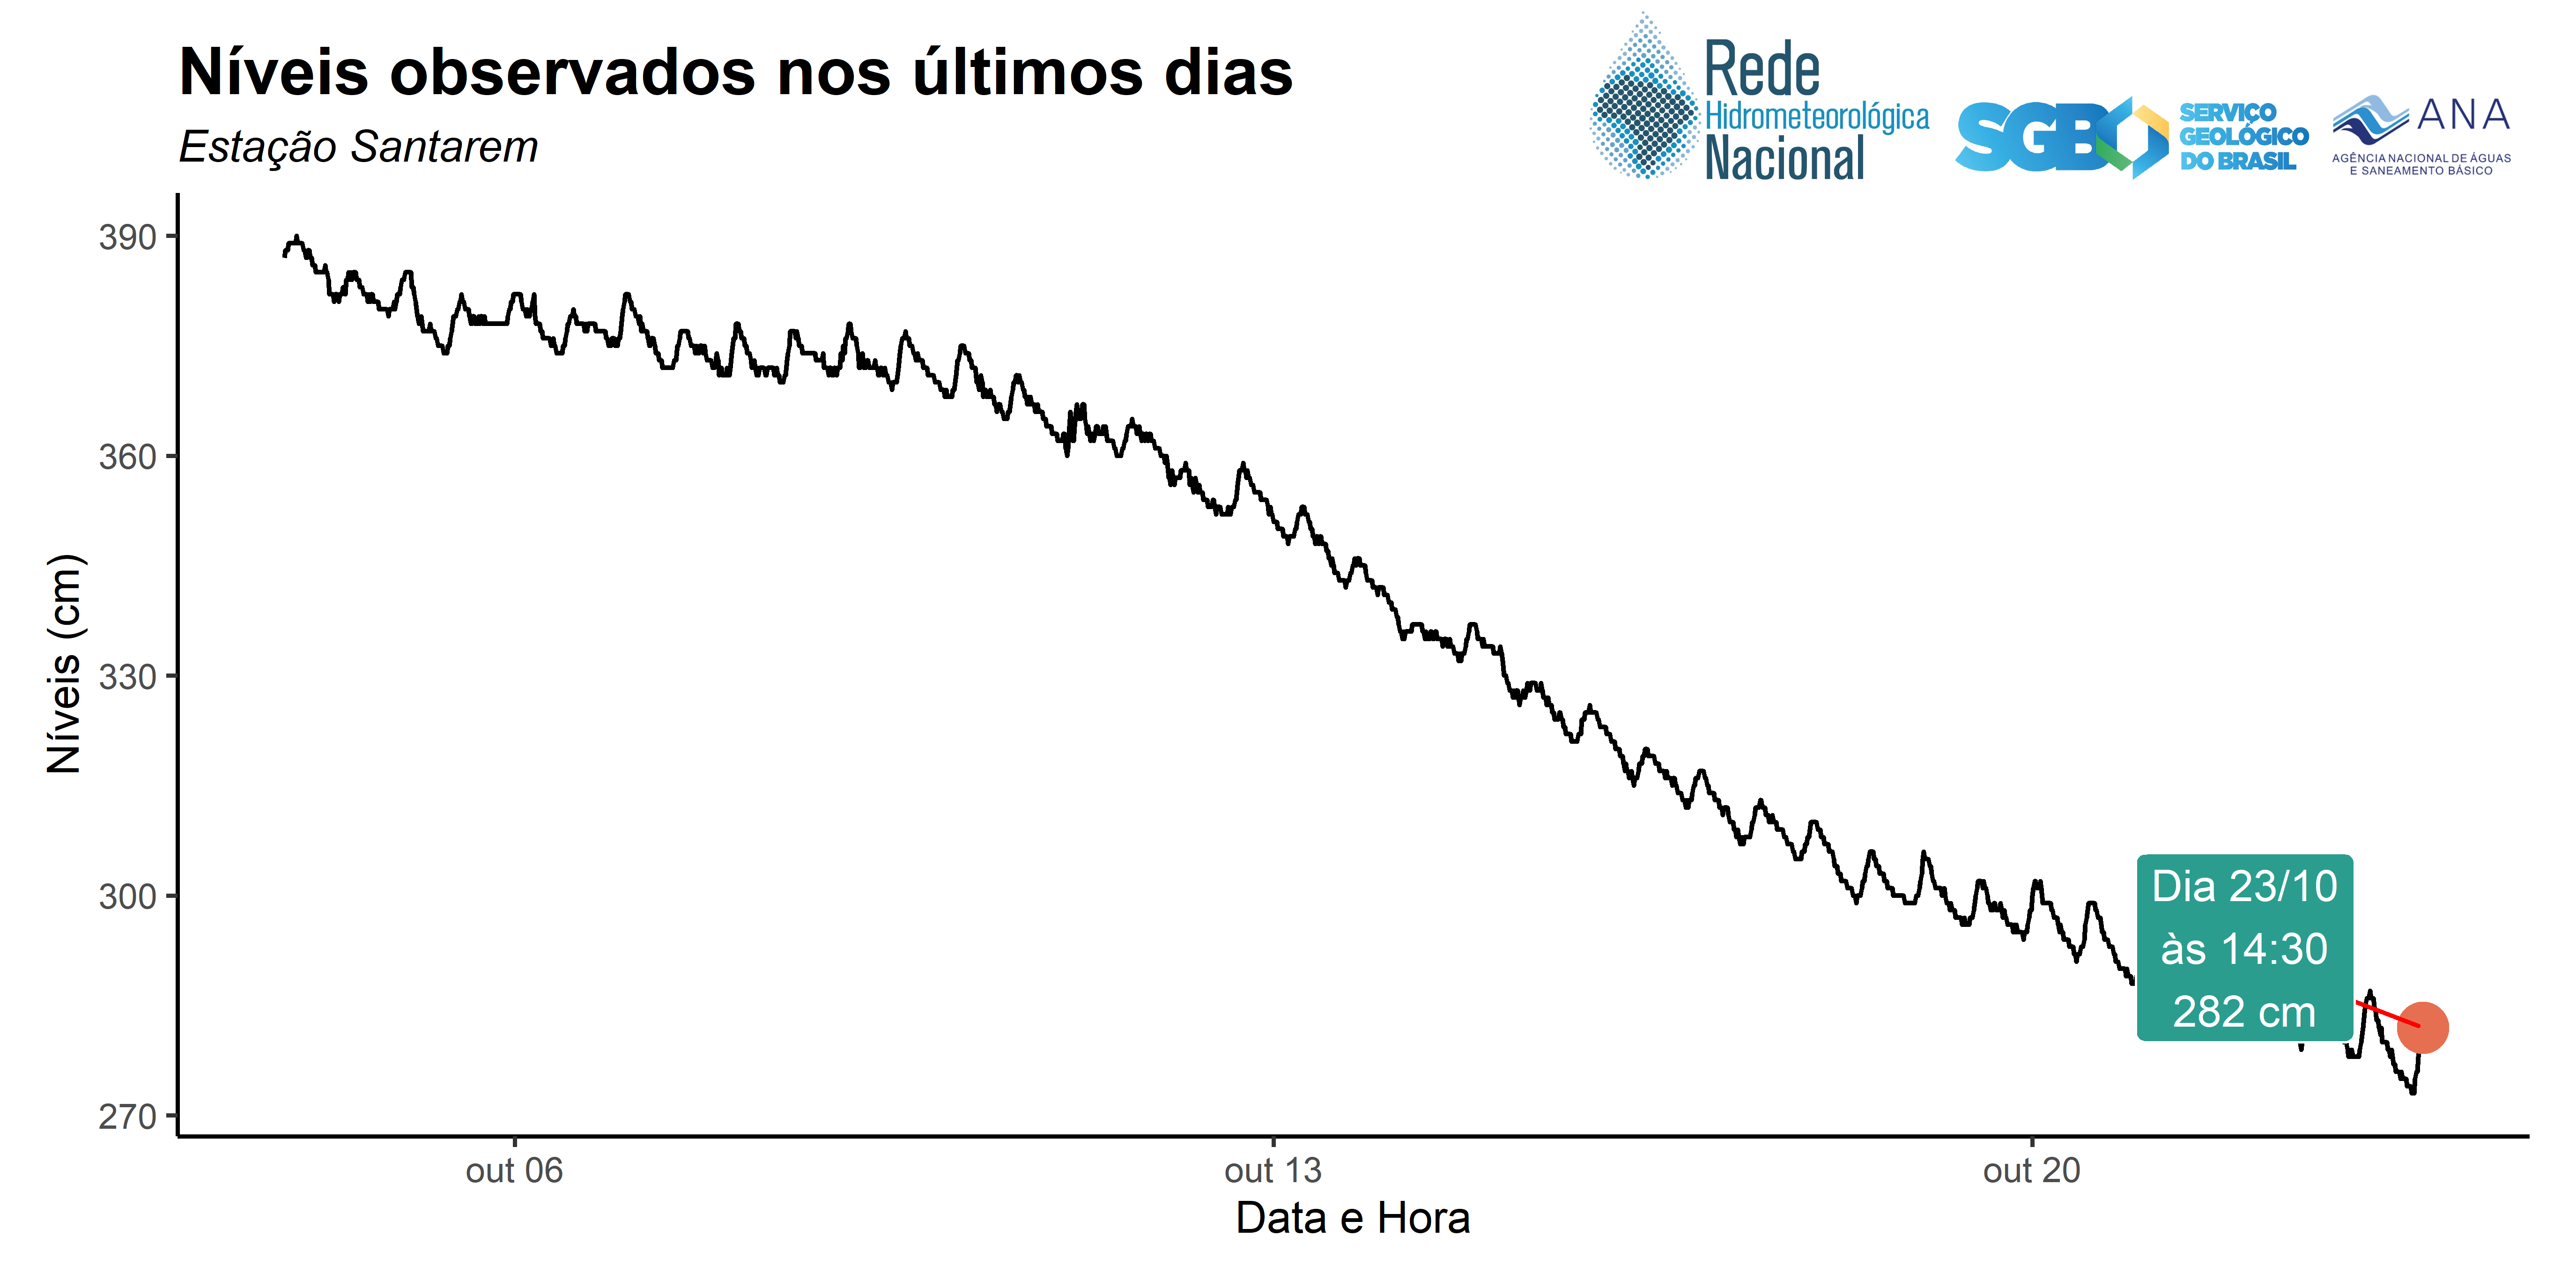 Níveis observados nos últimos dias
Estação Santarem
Rede
Hidrometeorológica
Nacional
SGB
SERVIÇO
GEOLÓGICO
DO BRASIL
ANA
AGÊNCIA NACIONAL DE ÁGUAS
E SANEAMENTO BÁSICO
Níveis (cm)
390
360
330
300
270
Dia 23/10
às 14:30
282 cm
out 06
out 13
out 20
Data e Hora